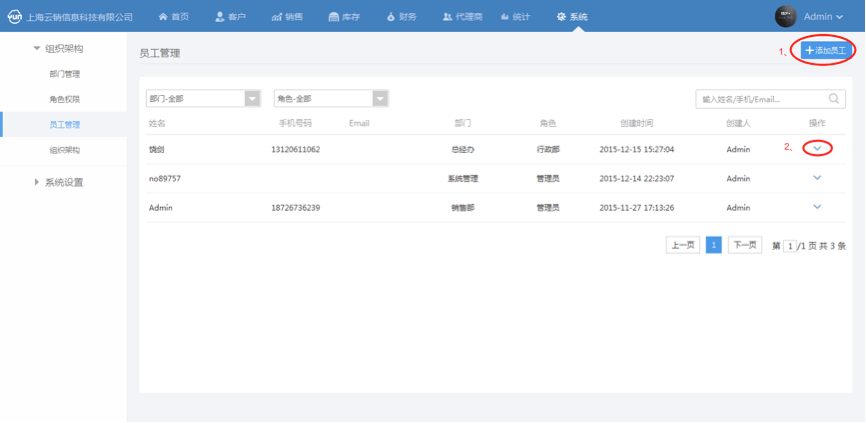 yun 上海云销信息科技有限公司 首页 客户 销售 库存 财务 代理商 统计 系统 Admin
组织架构
部门管理
角色权限
员工管理
组织架构
系统设置
员工管理
1、 添加员工
部门-全部 角色-全部 输入姓名/手机/Email...
姓名 手机号码 Email 部门 角色 创建时间 创建人 操作
饶剑 13120611062 总经办 行政部 2015-12-15 15:27:04 Admin 2、
no89757 系统管理 管理员 2015-12-14 22:23:07 Admin
Admin 18726736239 销售部 管理员 2015-11-27 17:13:26 Admin
上一页 1 下一页 第 1 /1 页 共 3 条